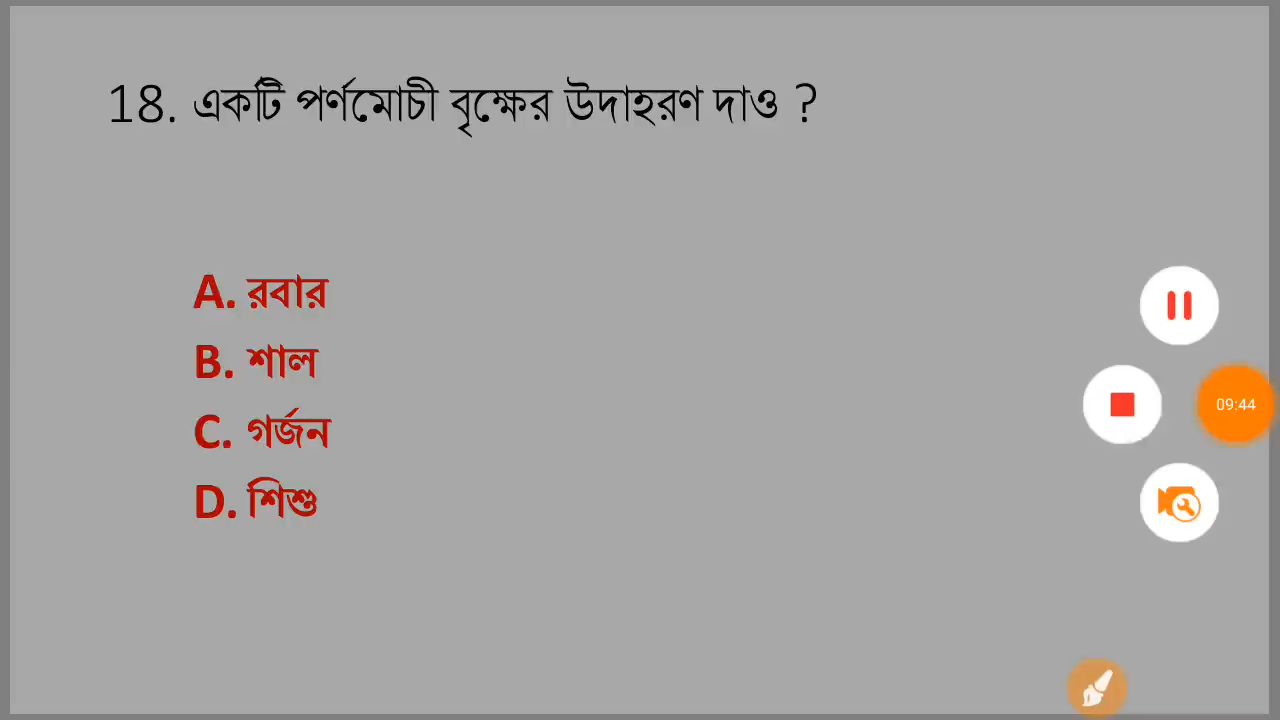 18. একটি পর্ণমোচী বৃক্ষের উদাহরণ দাও ?
A. রবার
B. শাল
C. গর্জন
D. শিশু
09:44